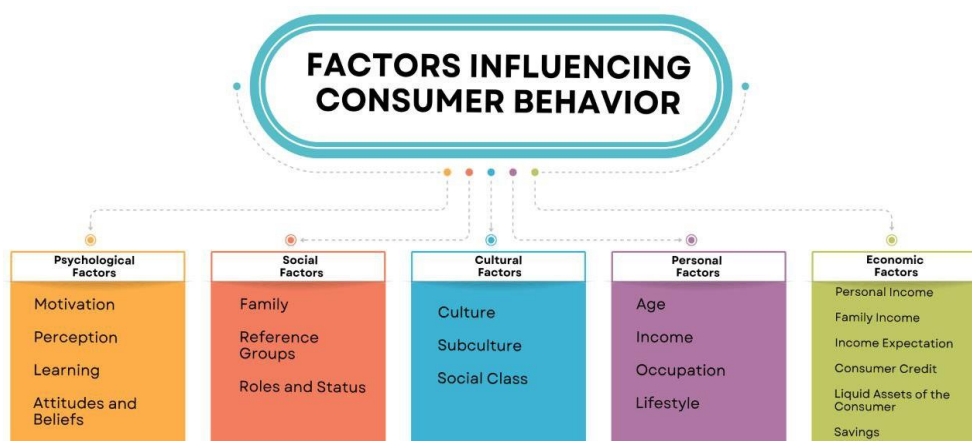 FACTORS INFLUENCING
CONSUMER BEHAVIOR
Psychological
Factors
Motivation
Perception
Learning
Attitudes and
Beliefs
Social
Factors
Family
Reference
Groups
Roles and Status
Cultural
Factors
Culture
Subculture
Social Class
Personal
Factors
Age
Income
Occupation
Lifestyle
Economic
Factors
Personal Income
Family Income
Income Expectation
Consumer Credit
Liquid Assets of the
Consumer
Savings